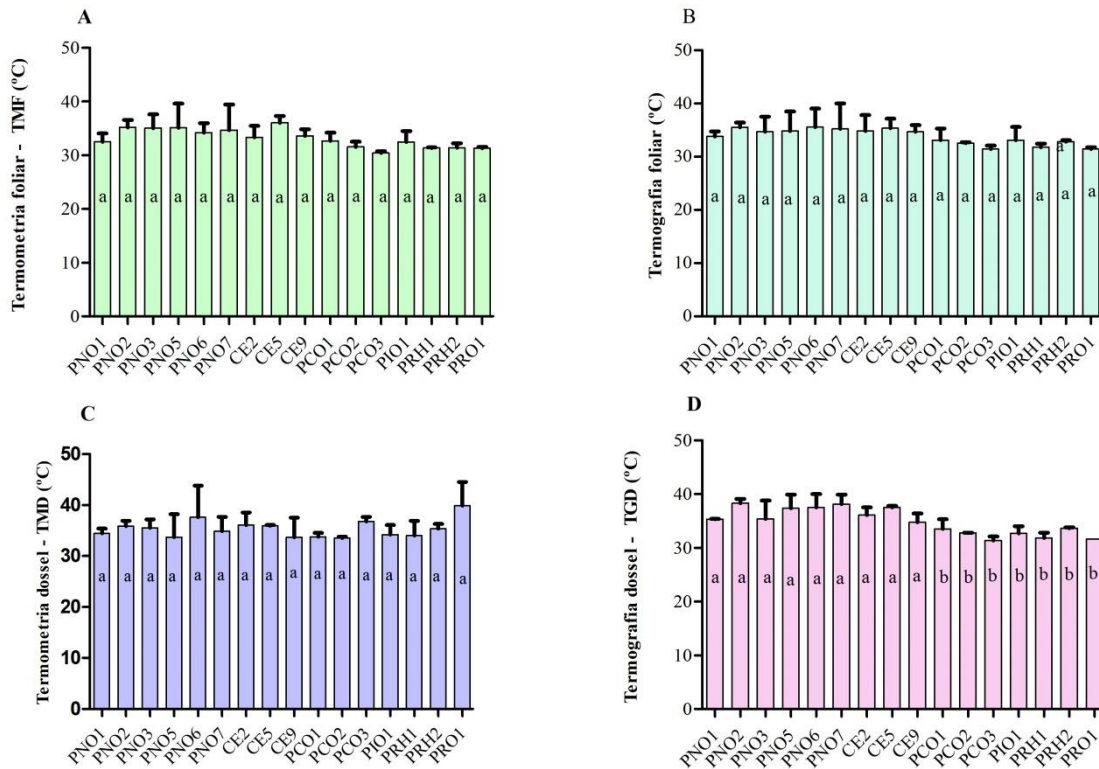 A
Termometria foliar - TMF (ºC)
50
40
30
20
10
0
a a a a a a a a a a a a a a a a
PNO1 PNO2 PNO3 PNO5 PNO6 PNO7 CE2 CE5 CE9 PCO1 PCO2 PCO3 PIO1 PRH1 PRH2 PRO1
B
Termografia foliar (ºC)
50
40
30
20
10
0
a
a a a a a a a a a a a a a a a a
PNO1 PNO2 PNO3 PNO5 PNO6 PNO7 CE2 CE5 CE9 PCO1 PCO2 PCO3 PIO1 PRH1 PRH2 PRO1
C
Termometria dossel - TMD (ºC)
50
40
30
20
10
0
a a a a a a a a a a a a a a a a
PNO1 PNO2 PNO3 PNO5 PNO6 PNO7 CE2 CE5 CE9 PCO1 PCO2 PCO3 PIO1 PRH1 PRH2 PRO1
D
Termografia dossel - TGD (ºC)
50
40
30
20
10
0
a a a a a a a a a b b b b b b b
PNO1 PNO2 PNO3 PNO5 PNO6 PNO7 CE2 CE5 CE9 PCO1 PCO2 PCO3 PIO1 PRH1 PRH2 PRO1